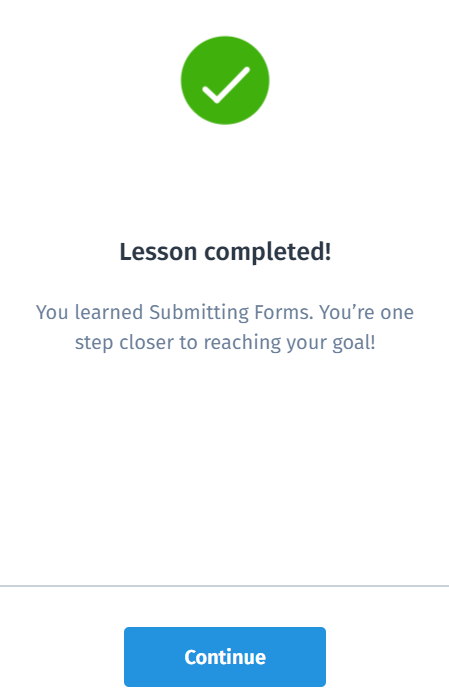 Lesson completed!
You learned Submitting Forms. You’re one
step closer to reaching your goal!
Continue